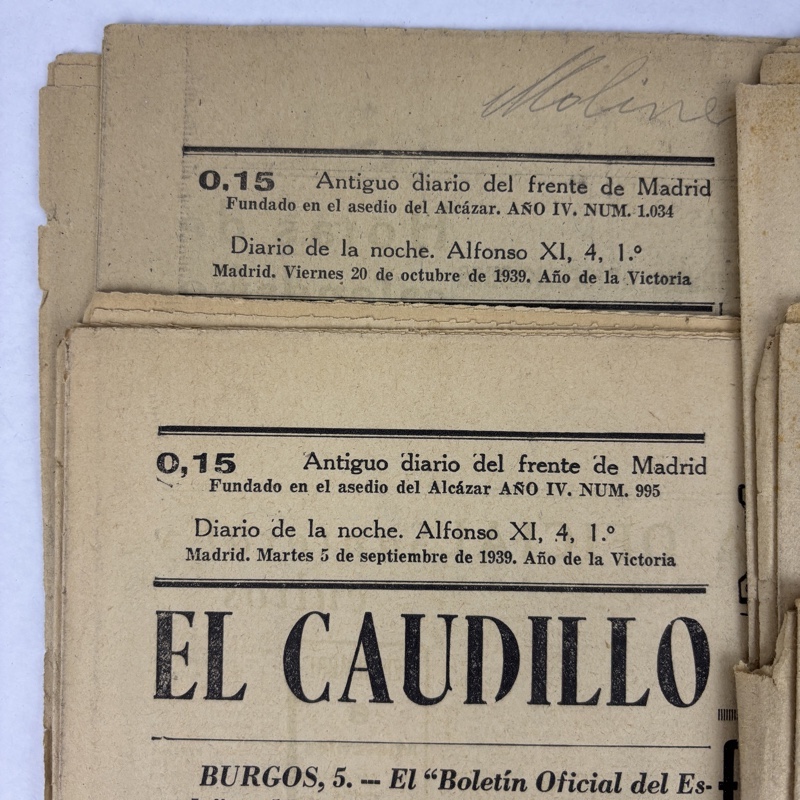 Moline
0.15 Antiguo diario del frente de Madrid
Fundado en el asedio del Alcázar. AÑO IV. NUM. 1.034
Diario de la noche. Alfonso XI, 4, 1.º
Madrid. Viernes 20 de octubre de 1939. Año de la Victoria
0,15 Antiguo diario del frente de Madrid
Fundado en el asedio del Alcázar AÑO IV. NUM. 995
Diario de la noche. Alfonso XI, 4, 1.º
Madrid. Martes 5 de septiembre de 1939. Año de la Victoria
EL CAUDILLO
BURGOS, 5. -- El “Boletín Oficial del Es-